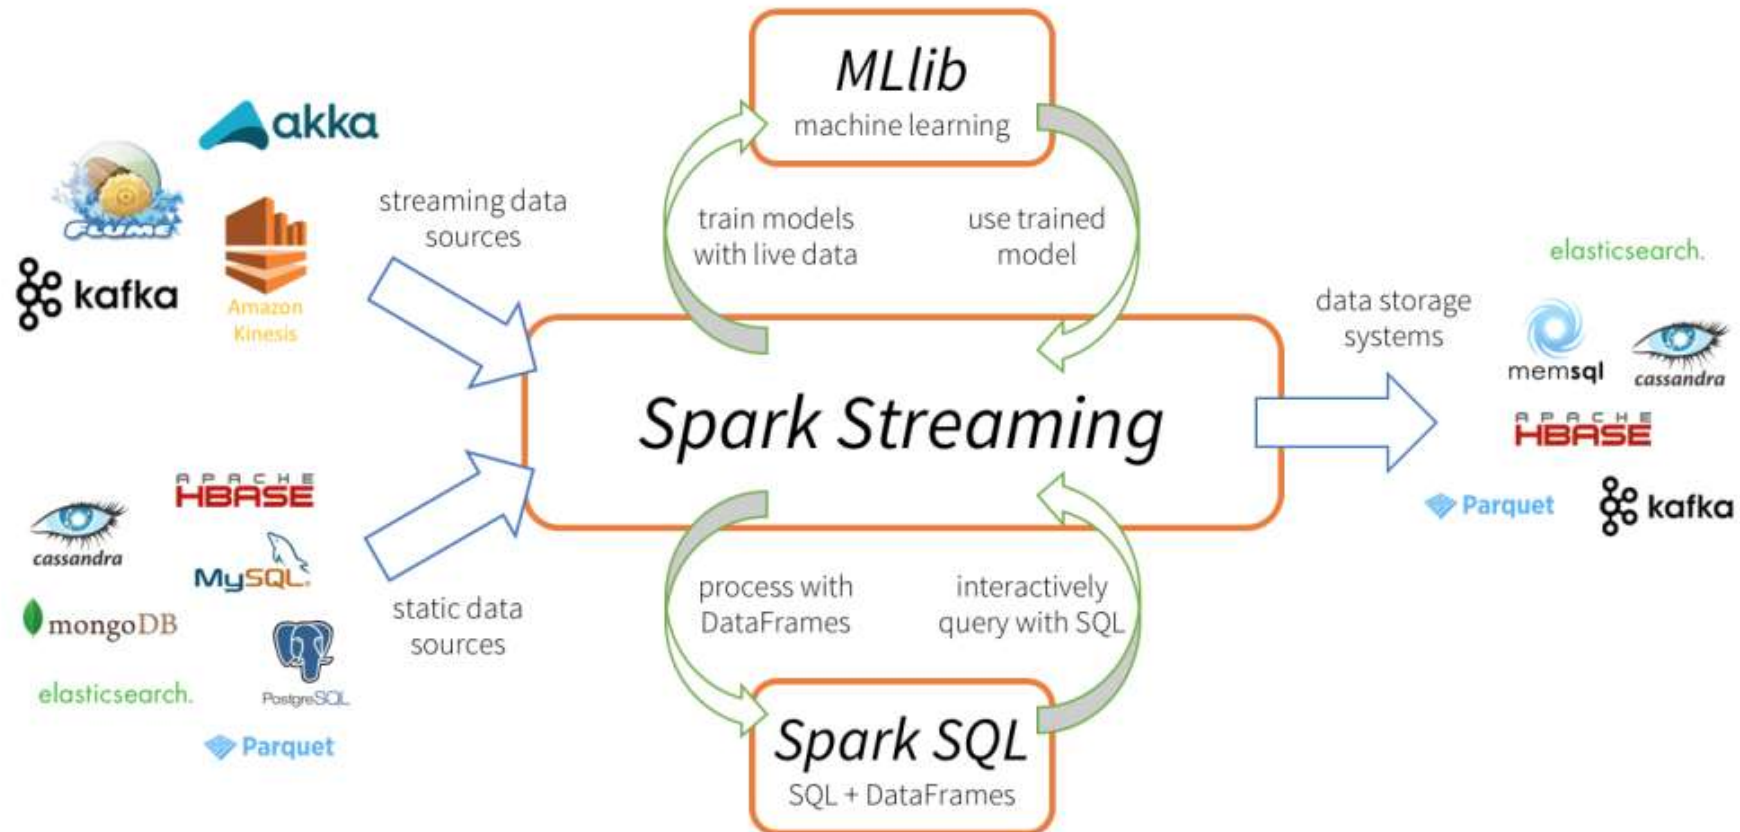 MLlib
machine learning
akka
FLUME
kafka
Amazon
Kinesis
streaming data
sources
train models
with live data
use trained
model
Spark Streaming
data storage
systems
elasticsearch.
memsql
cassandra
APACHE
HBASE
Parquet
kafka
APACHE
HBASE
cassandra
MySQL.
mongoDB
PostgreSQL
elasticsearch.
Parquet
static data
sources
process with
DataFrames
interactively
query with SQL
Spark SQL
SQL + DataFrames